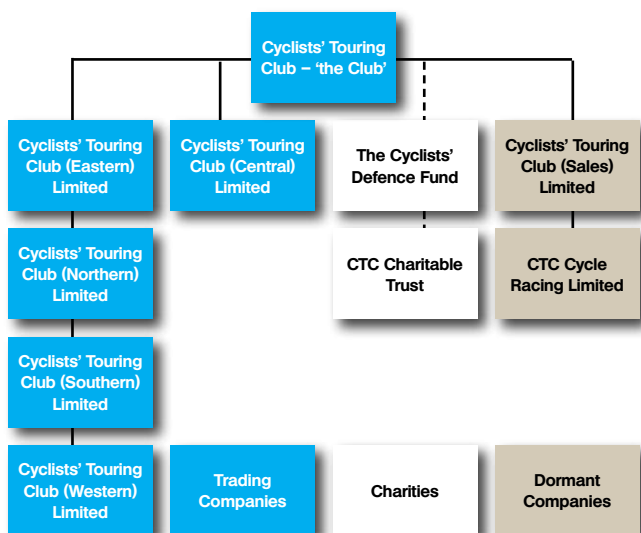 Cyclists’ Touring
Club – ‘the Club’
Cyclists’ Touring
Club (Eastern)
Limited
Cyclists’ Touring
Club (Central)
Limited
The Cyclists’
Defence Fund
Cyclists’ Touring
Club (Sales)
Limited
Cyclists’ Touring
Club (Northern)
Limited
CTC Charitable
Trust
CTC Cycle
Racing Limited
Cyclists’ Touring
Club (Southern)
Limited
Cyclists’ Touring
Club (Western)
Limited
Trading
Companies
Charities
Dormant
Companies